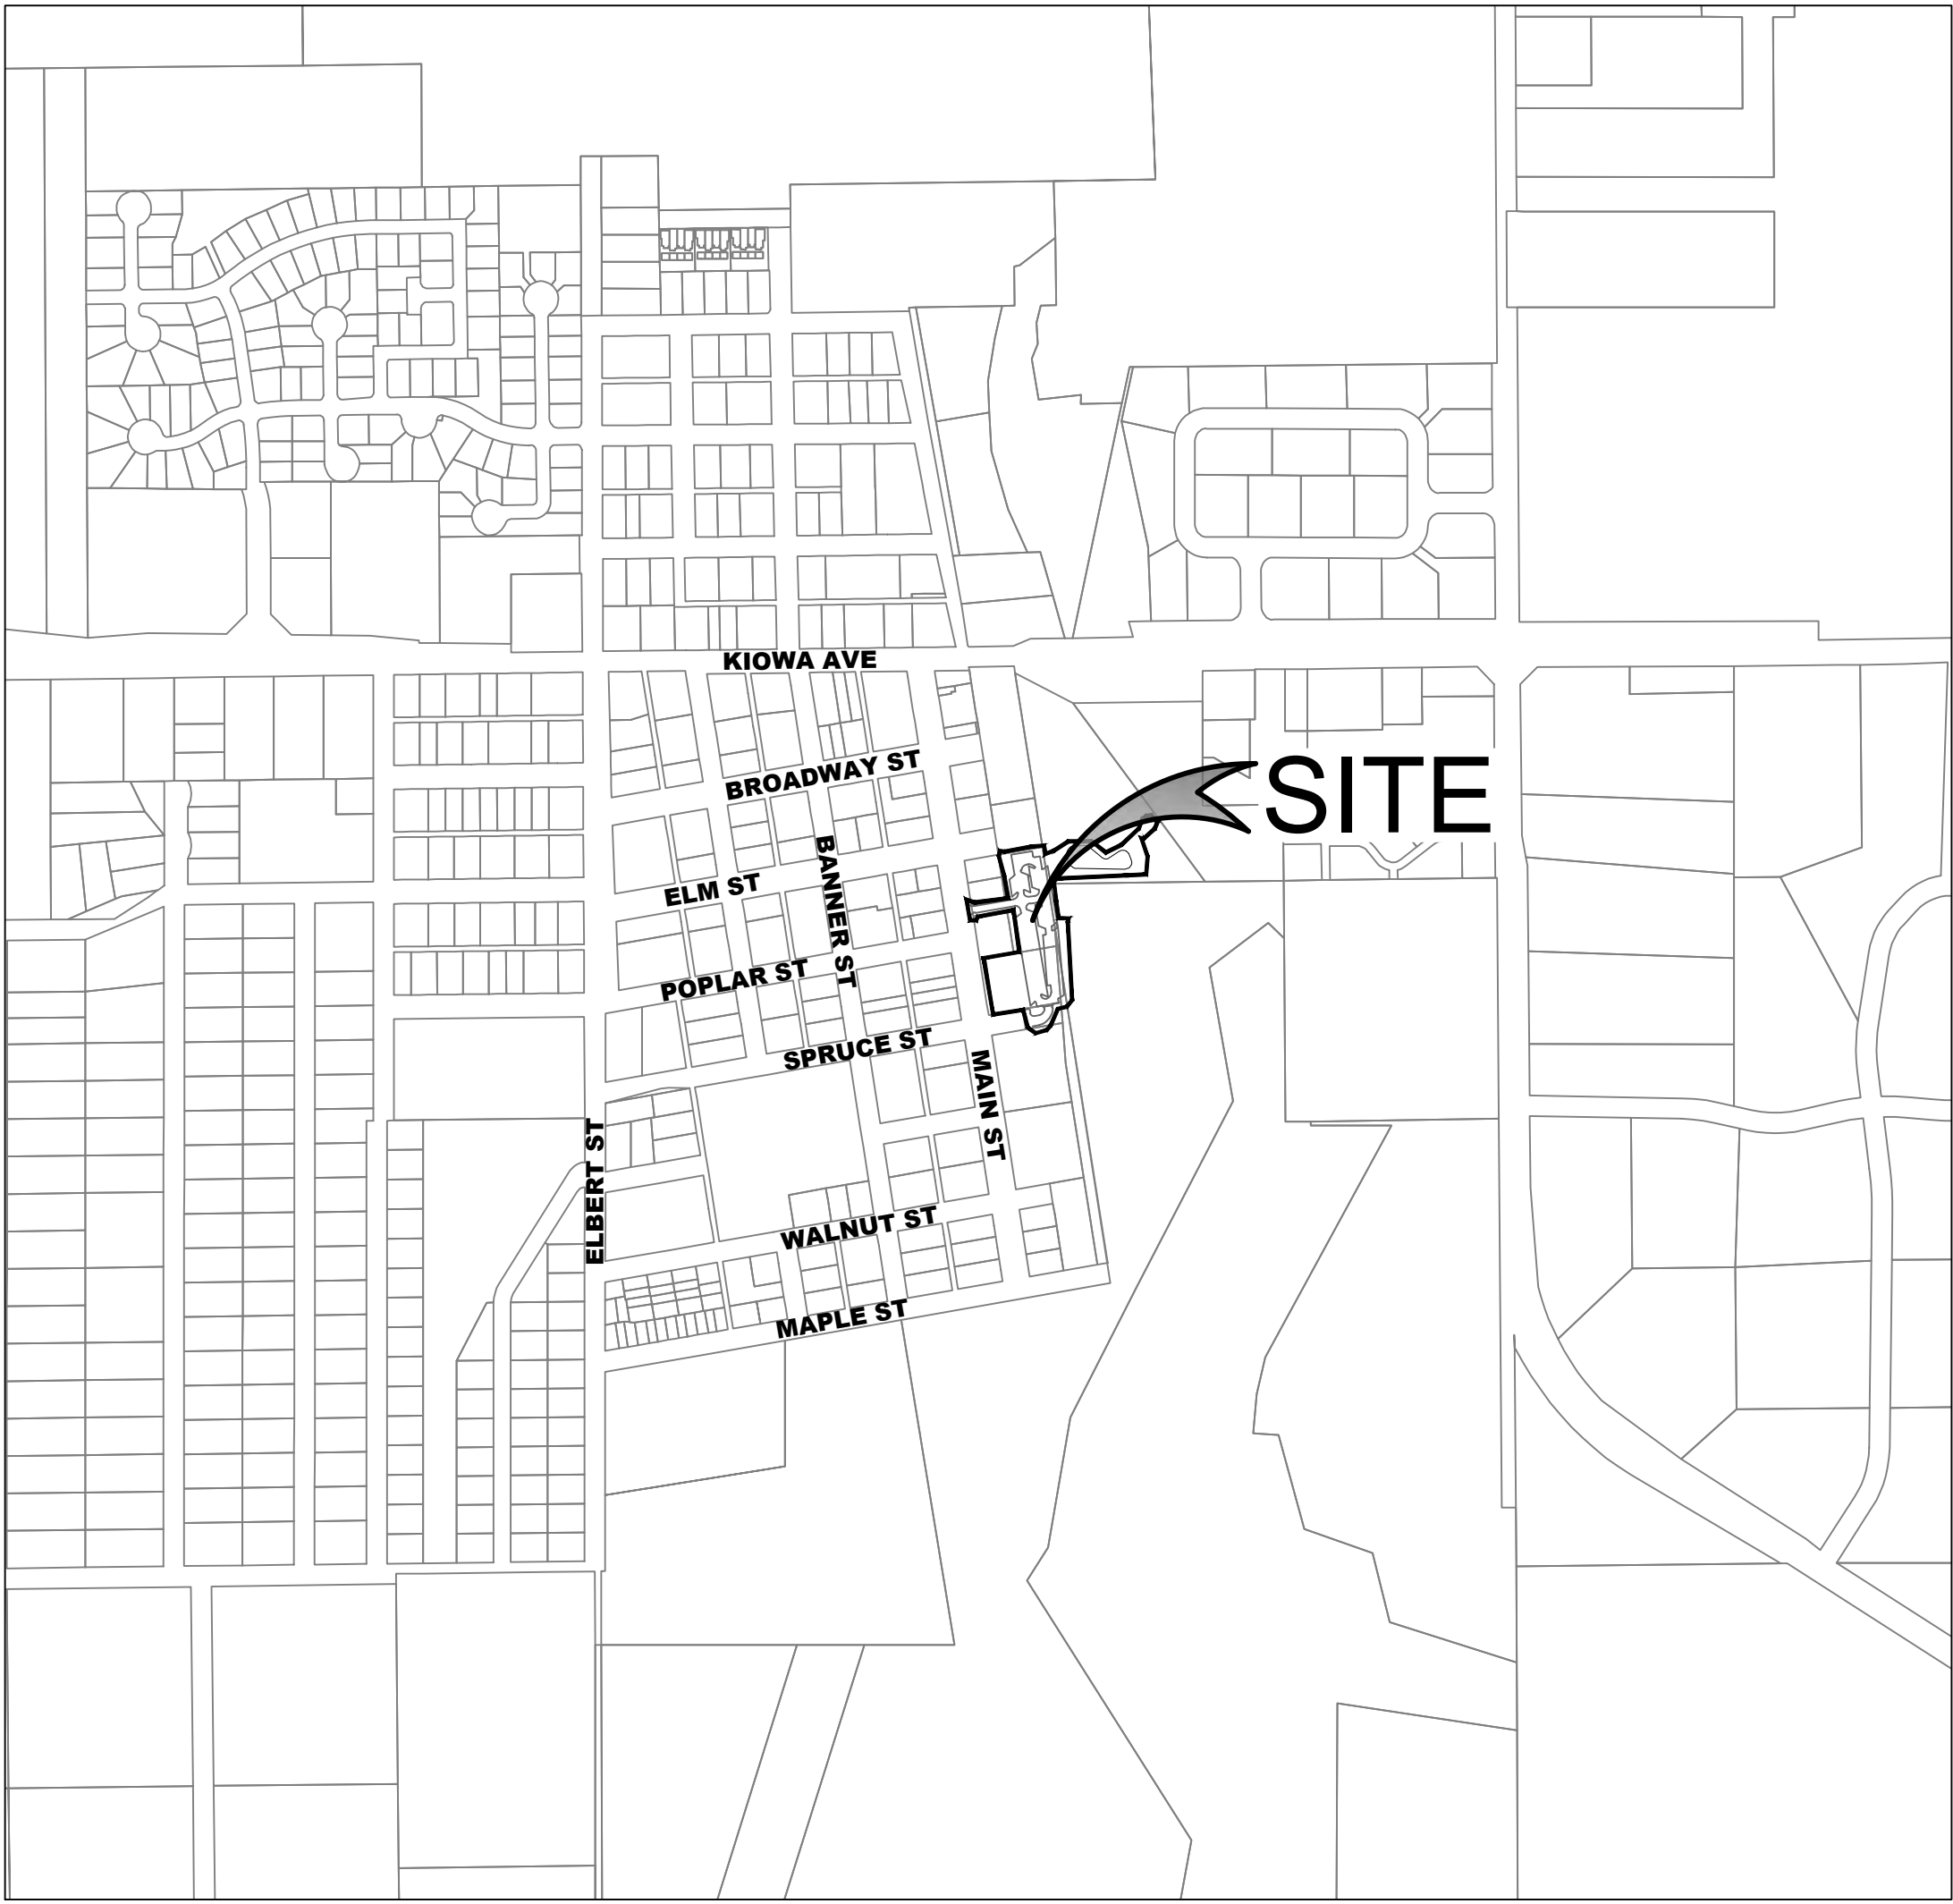 KIOWA AVE
BROADWAY ST
SITE
BANNER ST
ELM ST
POPLAR ST
SPRUCE ST
MAIN ST
ELBERT ST
WALNUT ST
MAPLE ST